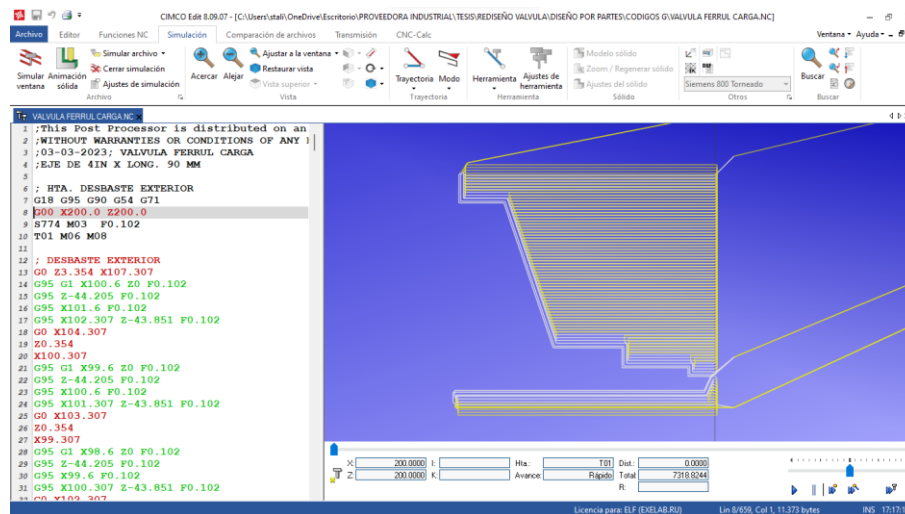 CIMCO Edit 8.09.07 - [C:\Users\stali\OneDrive\Escritorio\PROVEEDORA INDUSTRIAL\TESIS\REDISEÑO VALVULA\DISEÑO POR PARTES\CODIGOS G\VALVULA FERRUL CARGA.NC]
Archivo Editor Funciones NC Simulación Comparación de archivos Transmisión CNC-Calc Ventana Ayuda
Simular archivo Ajustar a la ventana Modelo sólido
Cerrar simulación Restaurar vista Zoom / Regenerar sólido
Ajustes de simulación Vista superior Ajustes del sólido Siemens 800 Torneado
Simular ventana Animación sólida Acercar Alejar Trayectoria Modo Herramienta Ajustes de herramienta Buscar
Archivo Vista Trayectoria Herramienta Sólido Otros Buscar
VALVULA FERRUL CARGA.NC
1 ;This Post Processor is distributed on an
2 ;WITHOUT WARRANTIES OR CONDITIONS OF ANY
3 ;03-03-2023; VALVULA FERRUL CARGA
4 ;EJE DE 4IN X LONG. 90 MM
5
6 ; HTA. DESBASTE EXTERIOR
7 G18 G95 G90 G54 G71
8 G00 X200.0 Z200.0
9 S774 M03 F0.102
10 T01 M06 M08
11
12 ; DESBASTE EXTERIOR
13 G0 Z3.354 X107.307
14 G95 G1 X100.6 Z0 F0.102
15 G95 Z-44.205 F0.102
16 G95 X101.6 F0.102
17 G95 X102.307 Z-43.851 F0.102
18 G0 X104.307
19 Z0.354
20 X100.307
21 G95 G1 X99.6 Z0 F0.102
22 G95 Z-44.205 F0.102
23 G95 X100.6 F0.102
24 G95 X101.307 Z-43.851 F0.102
25 G0 X103.307
26 Z0.354
27 X99.307
28 G95 G1 X98.6 Z0 F0.102
29 G95 Z-44.205 F0.102
30 G95 X99.6 F0.102
31 G95 X100.307 Z-43.851 F0.102
32 G0 X102.307
X: 200.0000 I: Hta.: T01 Dist.: 0.0000
Z: 200.0000 K: Avance: Rápido Total: 7318.8244
R:
Licencia para: ELF (EXELAB.RU) Lin 8/659, Col 1, 11.373 bytes INS 17:17:1